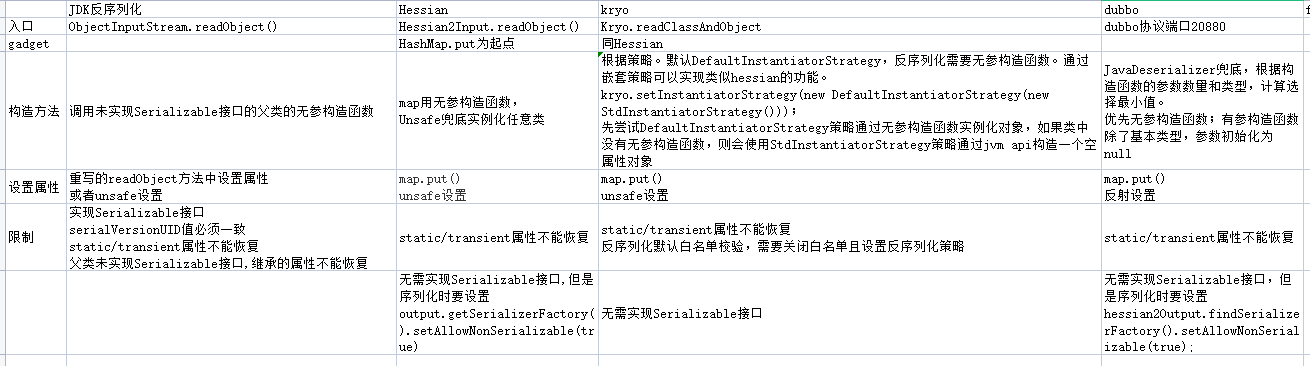 JDK反序列化
Hessian
kryo
dubbo
f
入口
ObjectInputStream.readObject()
Hessian2Input.readObject()
Kryo.readClassAndObject
dubbo协议端口20880
gadget
HashMap.put为起点
同Hessian
构造方法
调用未实现Serializable接口的父类的无参构造函数
map用无参构造函数，
Unsafe兜底实例化任意类
根据策略。默认DefaultInstantiatorStrategy，反序列化需要无参构造函数。通过
嵌套策略可以实现类似hessian的功能。
kryo.setInstantiatorStrategy(new DefaultInstantiatorStrategy(new
StdInstantiatorStrategy()));
先尝试DefaultInstantiatorStrategy策略通过无参构造函数实例化对象，如果类中
没有无参构造函数，则会使用StdInstantiatorStrategy策略通过jvm api构造一个空
属性对象
JavaDeserializer兜底，根据构
造函数的参数数量和类型，计算选
择最小值。
优先无参构造函数；有参构造函数
除了基本类型，参数初始化为
null
设置属性
重写的readObject方法中设置属性
或者unsafe设置
map.put()
unsafe设置
map.put()
unsafe设置
map.put()
反射设置
限制
实现Serializable接口
serialVersionUID值必须一致
static/transient属性不能恢复
父类未实现Serializable接口,继承的属性不能恢复
static/transient属性不能恢复
static/transient属性不能恢复
反序列化默认白名单校验，需要关闭白名单且设置反序列化策略
static/transient属性不能恢复
无需实现Serializable接口,但是
序列化时要设置
output.getSerializerFactory(
).setAllowNonSerializable(tr
ue)
无需实现Serializable接口
无需实现Serializable接口，但
是序列化时要设置
hessian2Output.findSerialize
rFactory().setAllowNonSerial
izable(true);